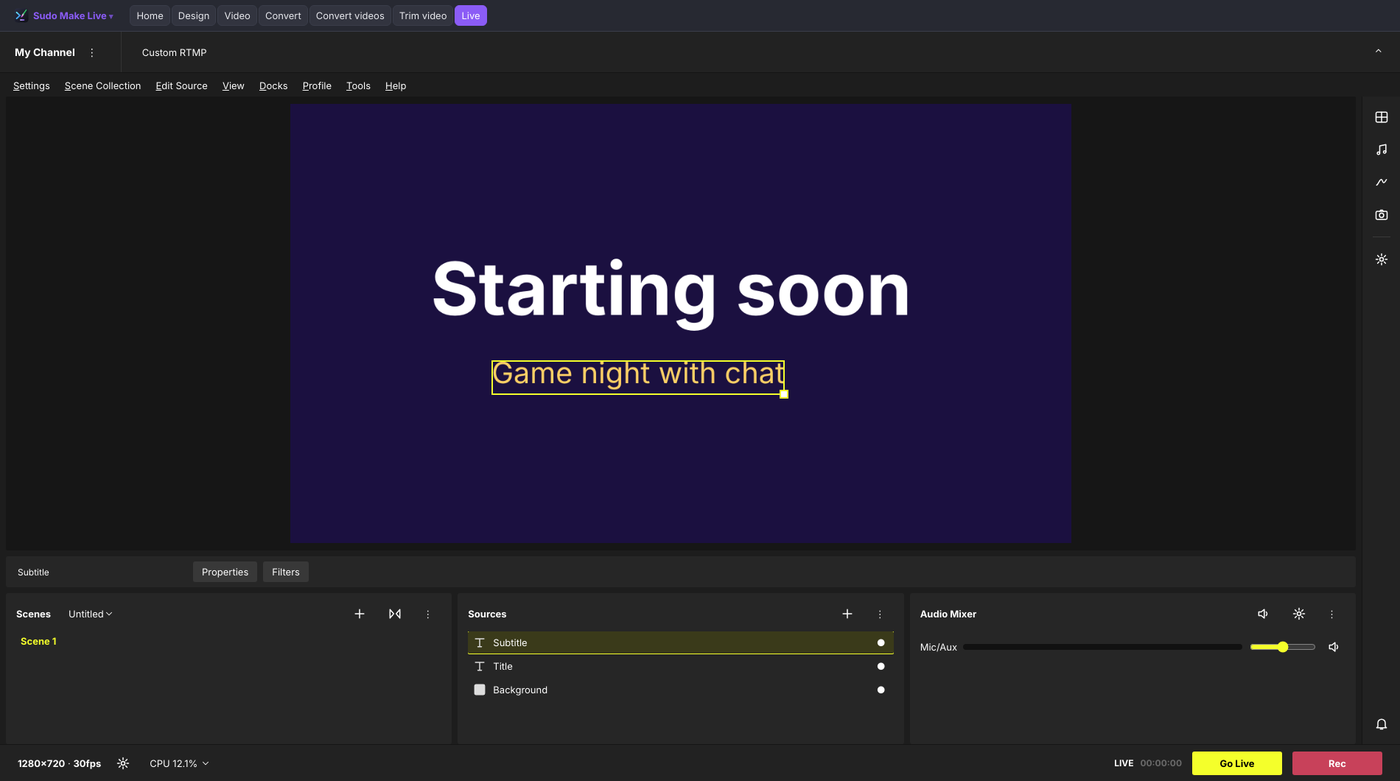 Sudo Make Live ▾ Home Design Video Convert Convert videos Trim video Live
My Channel Custom RTMP
Settings Scene Collection Edit Source View Docks Profile Tools Help
Starting soon
Game night with chat
Subtitle Properties Filters
Scenes Untitled
Scene 1
Sources
Subtitle
Title
Background
Audio Mixer
Mic/Aux
1280×720 · 30fps CPU 12.1% LIVE 00:00:00 Go Live Rec